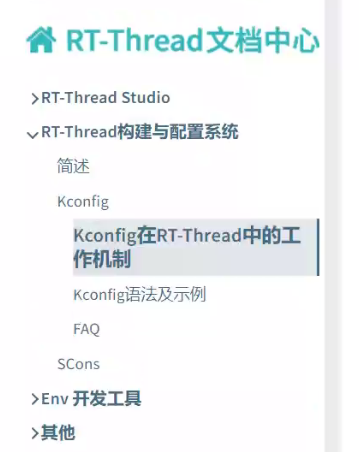 RT-Thread文档中心
RT-Thread Studio
RT-Thread构建与配置系统
简述
Kconfig
Kconfig在RT-Thread中的工
作机制
Kconfig语法及示例
FAQ
SCons
Env 开发工具
其他